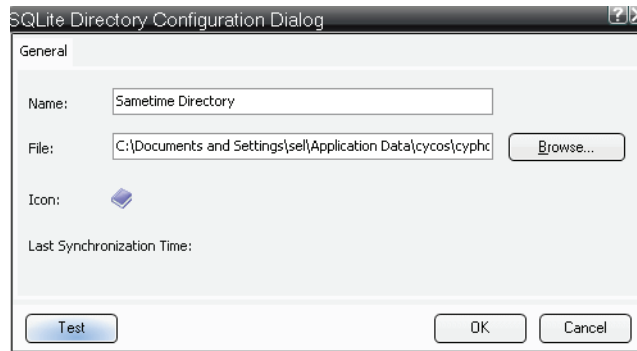 SQLite Directory Configuration Dialog
General
Name: Sametime Directory
File: C:\Documents and Settings\sel\Application Data\cycos\cypho Browse...
Icon:
Last Synchronization Time:
Test OK Cancel